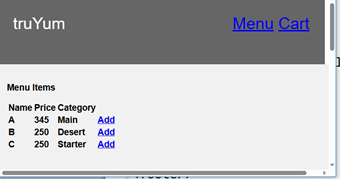 truYum Menu Cart
Menu Items
Name Price Category
A 345 Main Add
B 250 Desert Add
C 250 Starter Add